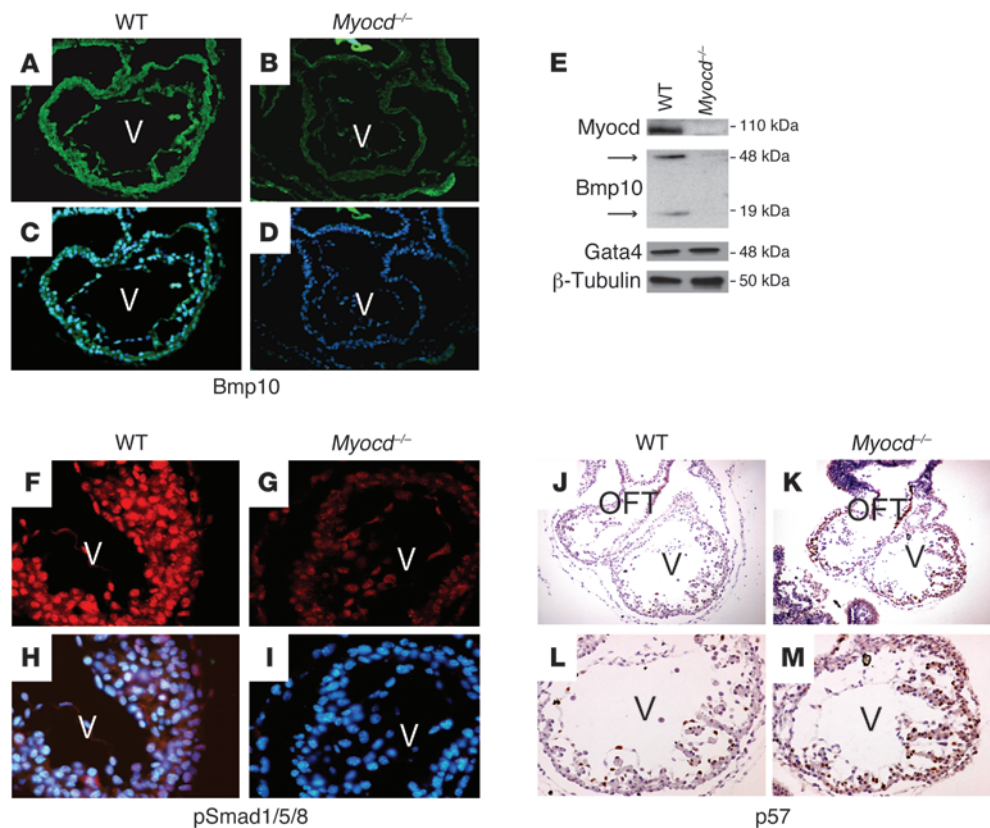 WT
Myocd⁻/⁻
A
B
V
V
C
D
V
V
Bmp10
E
WT
Myocd⁻/⁻
Myocd
- 110 kDa
→
- 48 kDa
Bmp10
→
- 19 kDa
Gata4
- 48 kDa
β-Tubulin
- 50 kDa
WT
Myocd⁻/⁻
F
G
V
V
H
I
V
V
pSmad1/5/8
WT
Myocd⁻/⁻
J
K
OFT
OFT
V
V
L
M
V
V
p57